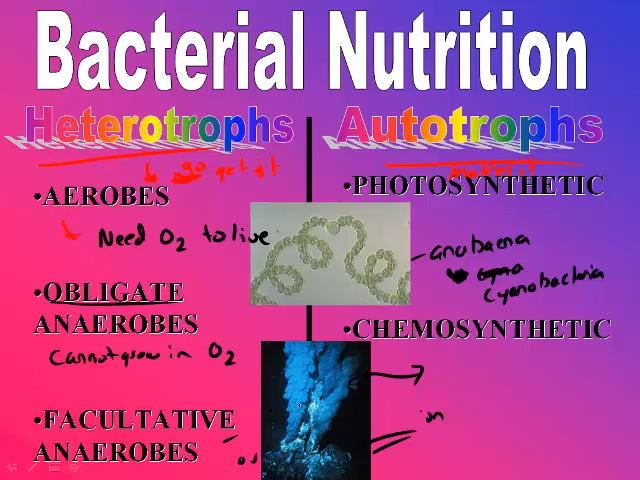 Bacterial Nutrition
Heterotrophs
go get it
•AEROBES
Need O2 to live
•OBLIGATE
ANAEROBES
Cannot grow in O2
•FACULTATIVE
ANAEROBES
Autotrophs
make it
•PHOTOSYNTHETIC
anabaena
Cyanobacteria
•CHEMOSYNTHETIC